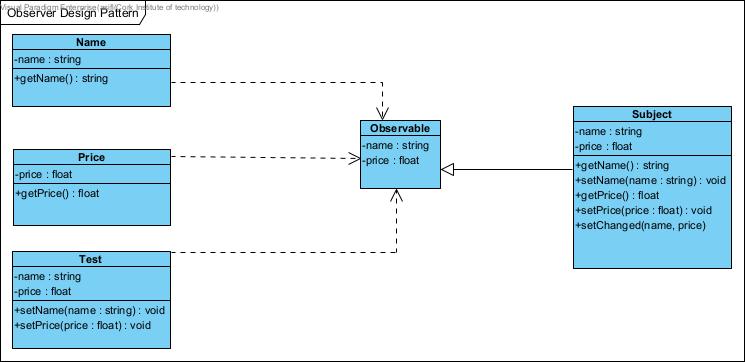 Visual Paradigm Enterprise(asif(Cork Institute of technology))
Observer Design Pattern
Name
-name : string
+getName() : string
Price
-price : float
+getPrice() : float
Test
-name : string
-price : float
+setName(name : string) : void
+setPrice(price : float) : void
Observable
-name : string
-price : float
Subject
-name : string
-price : float
+getName() : string
+setName(name : string) : void
+getPrice() : float
+setPrice(price : float) : void
+setChanged(name, price)